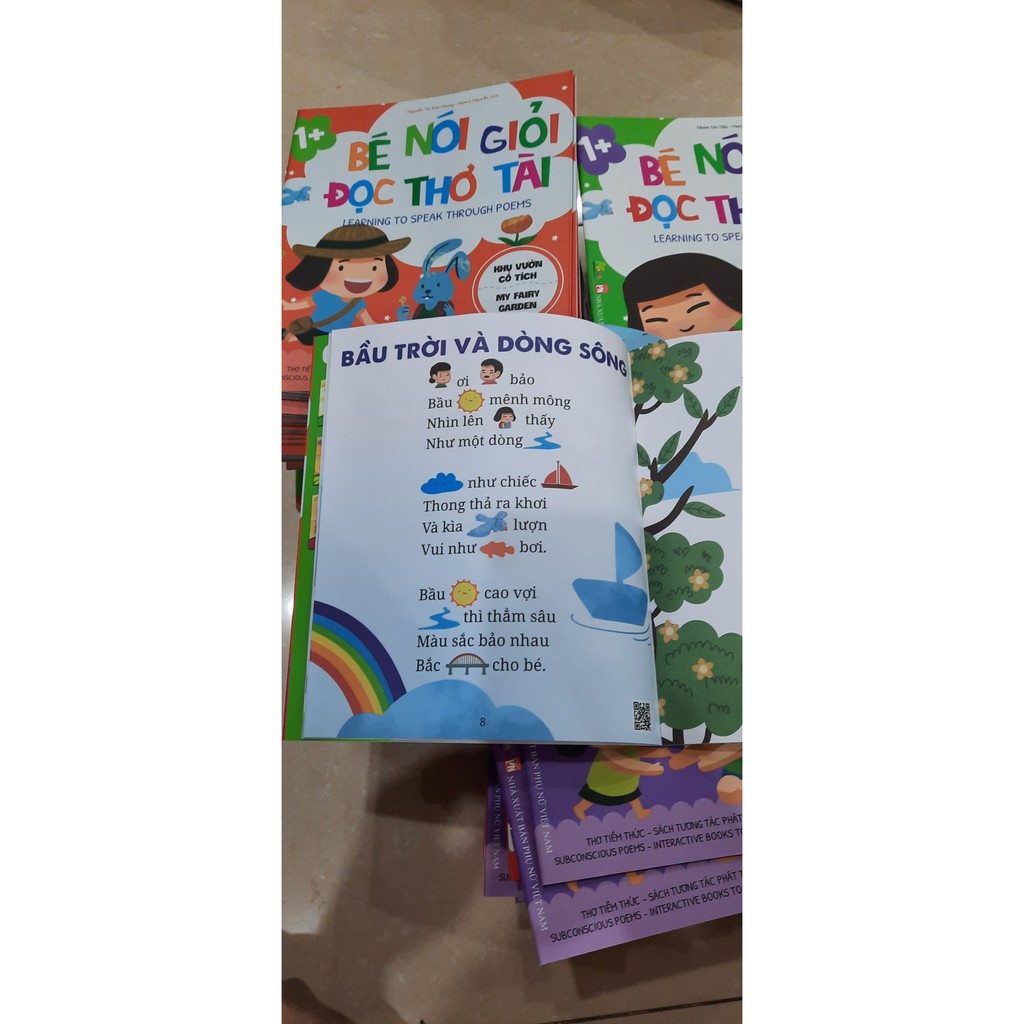 1+
BÉ NÓI GIỎI
ĐỌC THƠ TÀI
LEARNING TO SPEAK THROUGH POEMS
KHU VƯỜN
CỔ TÍCH
MY FAIRY
GARDEN
1+
BÉ NÓ
ĐỌC TH
LEARNING TO SPEA
BẦU TRỜI VÀ DÒNG SÔNG
ơi bảo
Bầu mênh mông
Nhìn lên thấy
Như một dòng
như chiếc
Thong thả ra khơi
Và kìa lượn
Vui như bơi.
Bầu cao vợi
thì thẳm sâu
Màu sắc bảo nhau
Bắc cho bé.
8
NHÀ XUẤT BẢN PHỤ NỮ VIỆT NAM
THƠ TIỀM THỨC - SÁCH TƯƠNG TÁC PHÁT
SUBCONSCIOUS POEMS - INTERACTIVE BOOKS TO
THƠ TIỀM THỨC - SÁCH TƯƠNG TÁC PHÁT T
SUBCONSCIOUS POEMS - INTERACTIVE BOOKS TO